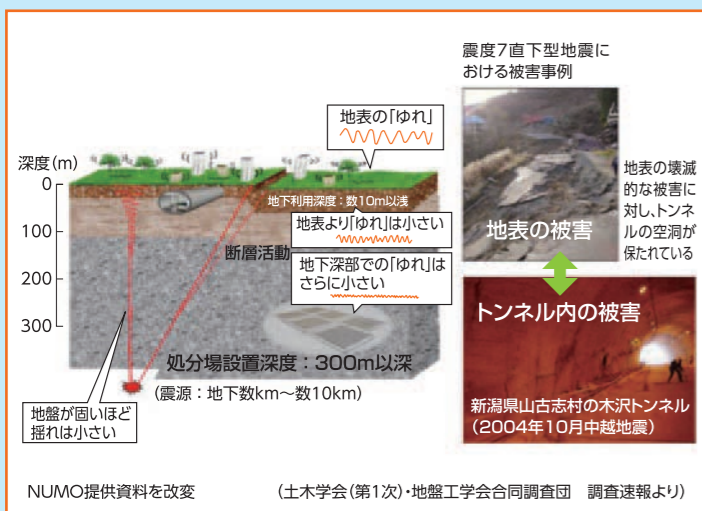 震度7直下型地震に
おける被害事例
地表の「ゆれ」
深度(m)
0
100
200
300
地下利用深度：数10m以浅
地表より「ゆれ」は小さい
断層活動
地下深部での「ゆれ」は
さらに小さい
処分場設置深度：300m以深
(震源：地下数km〜数10km)
地盤が固いほど
揺れは小さい
地表の被害
地表の壊滅
的な被害に
対し、トンネ
ルの空洞が
保たれている
トンネル内の被害
新潟県山古志村の木沢トンネル
(2004年10月中越地震)
NUMO提供資料を改変
(土木学会(第1次)・地盤工学会合同調査団　調査速報より)